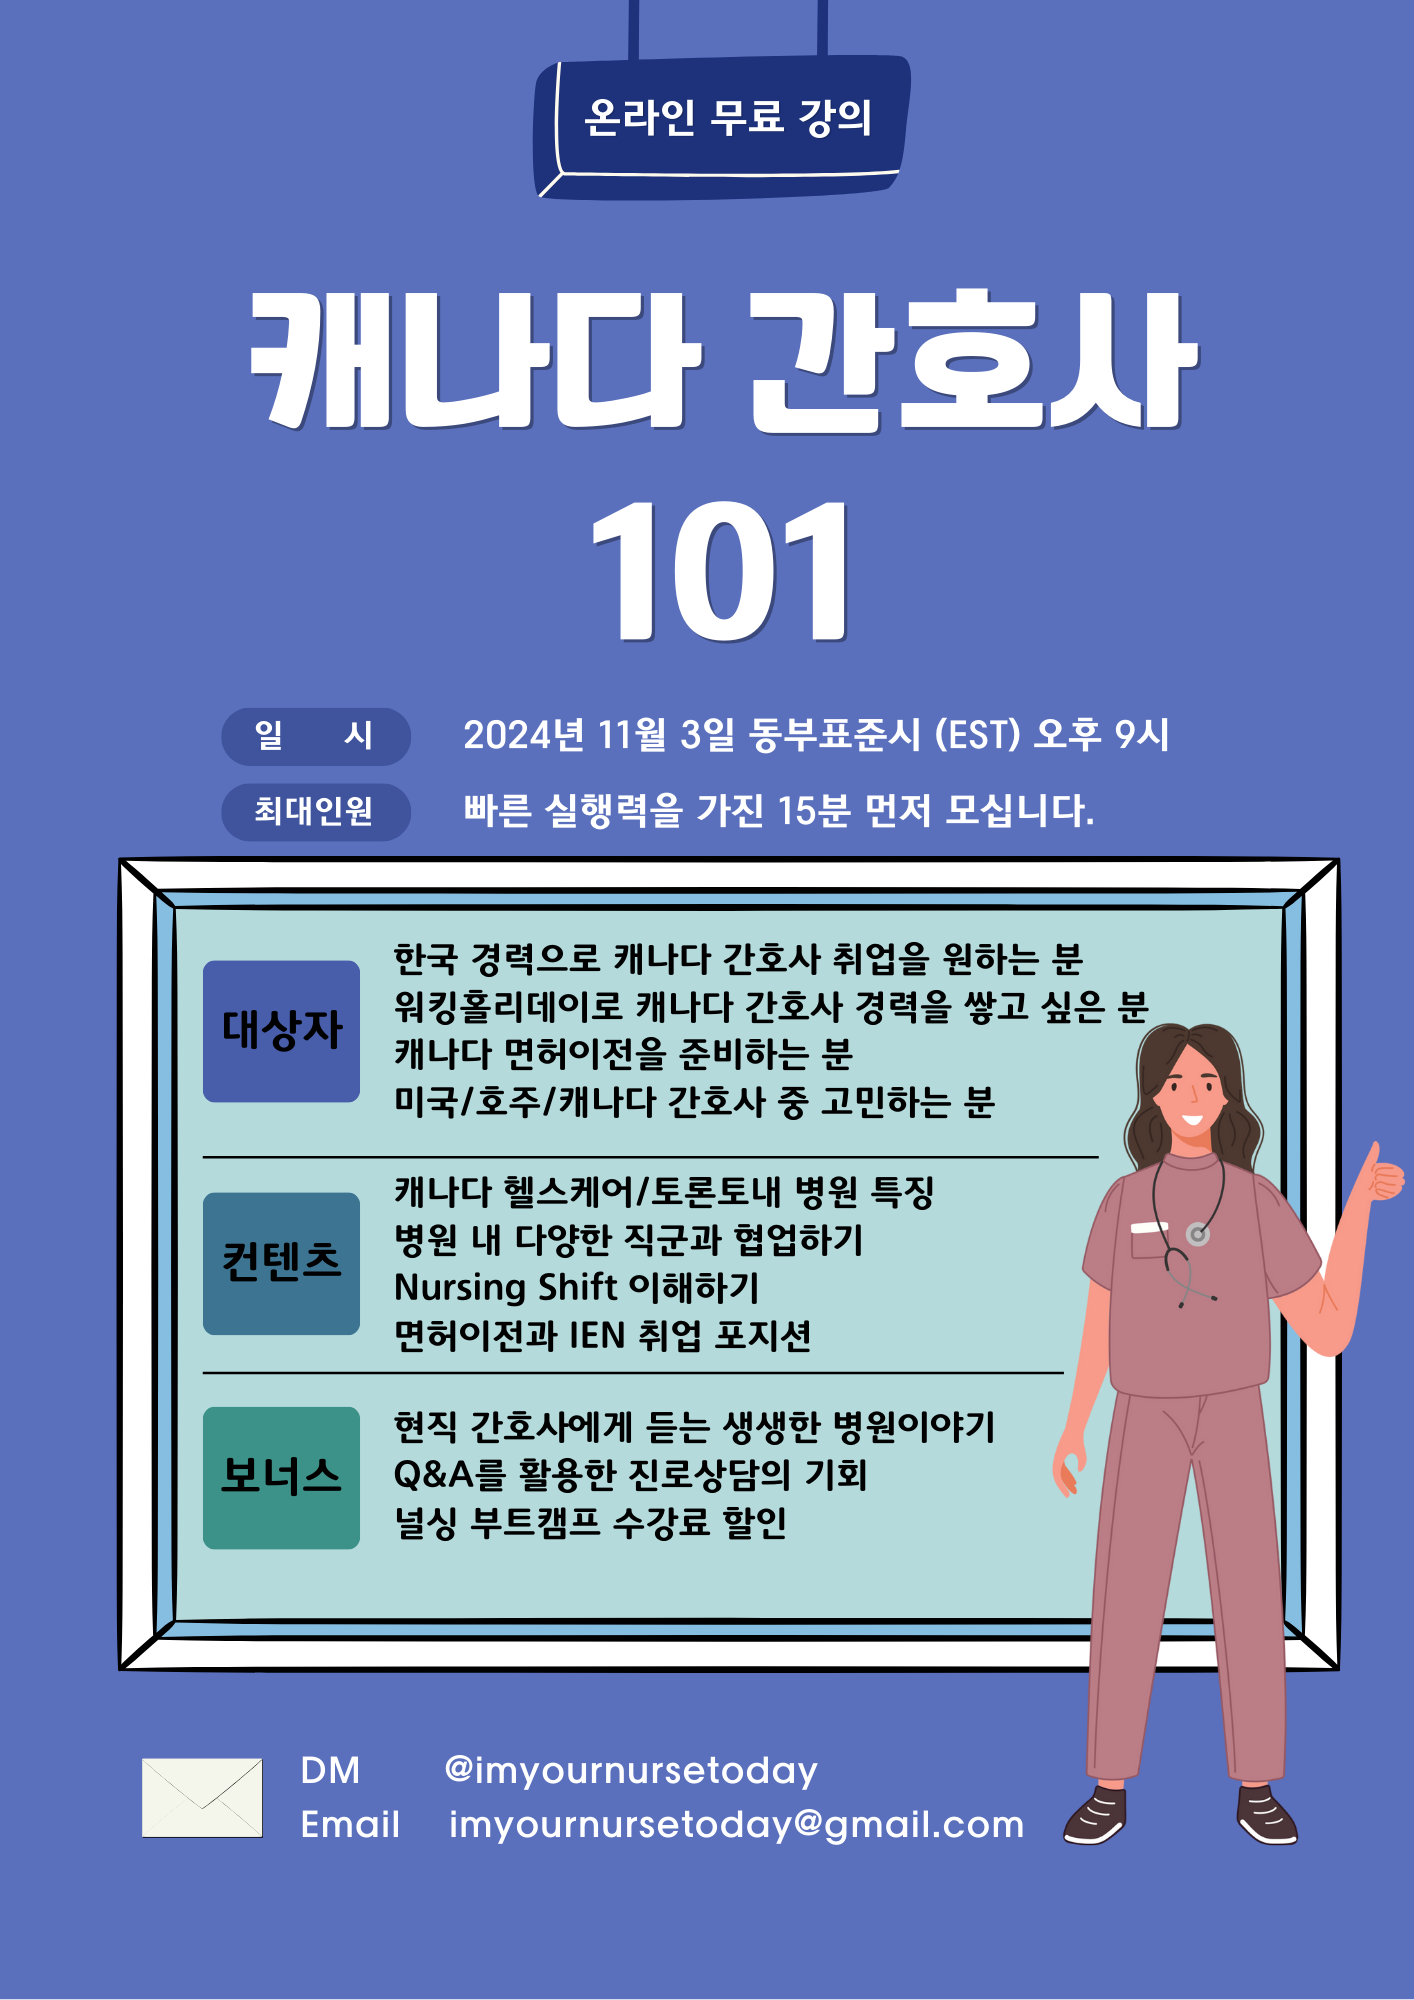 온라인 무료 강의
캐나다 간호사
101
일 시 2024년 11월 3일 동부표준시 (EST) 오후 9시
최대인원 빠른 실행력을 가진 15분 먼저 모십니다.
대상자
한국 경력으로 캐나다 간호사 취업을 원하는 분
워킹홀리데이로 캐나다 간호사 경력을 쌓고 싶은 분
캐나다 면허이전을 준비하는 분
미국/호주/캐나다 간호사 중 고민하는 분
컨텐츠
캐나다 헬스케어/토론토내 병원 특징
병원 내 다양한 직군과 협업하기
Nursing Shift 이해하기
면허이전과 IEN 취업 포지션
보너스
현직 간호사에게 듣는 생생한 병원이야기
Q&A를 활용한 진로상담의 기회
널싱 부트캠프 수강료 할인
DM @imyournursetoday
Email imyournursetoday@gmail.com